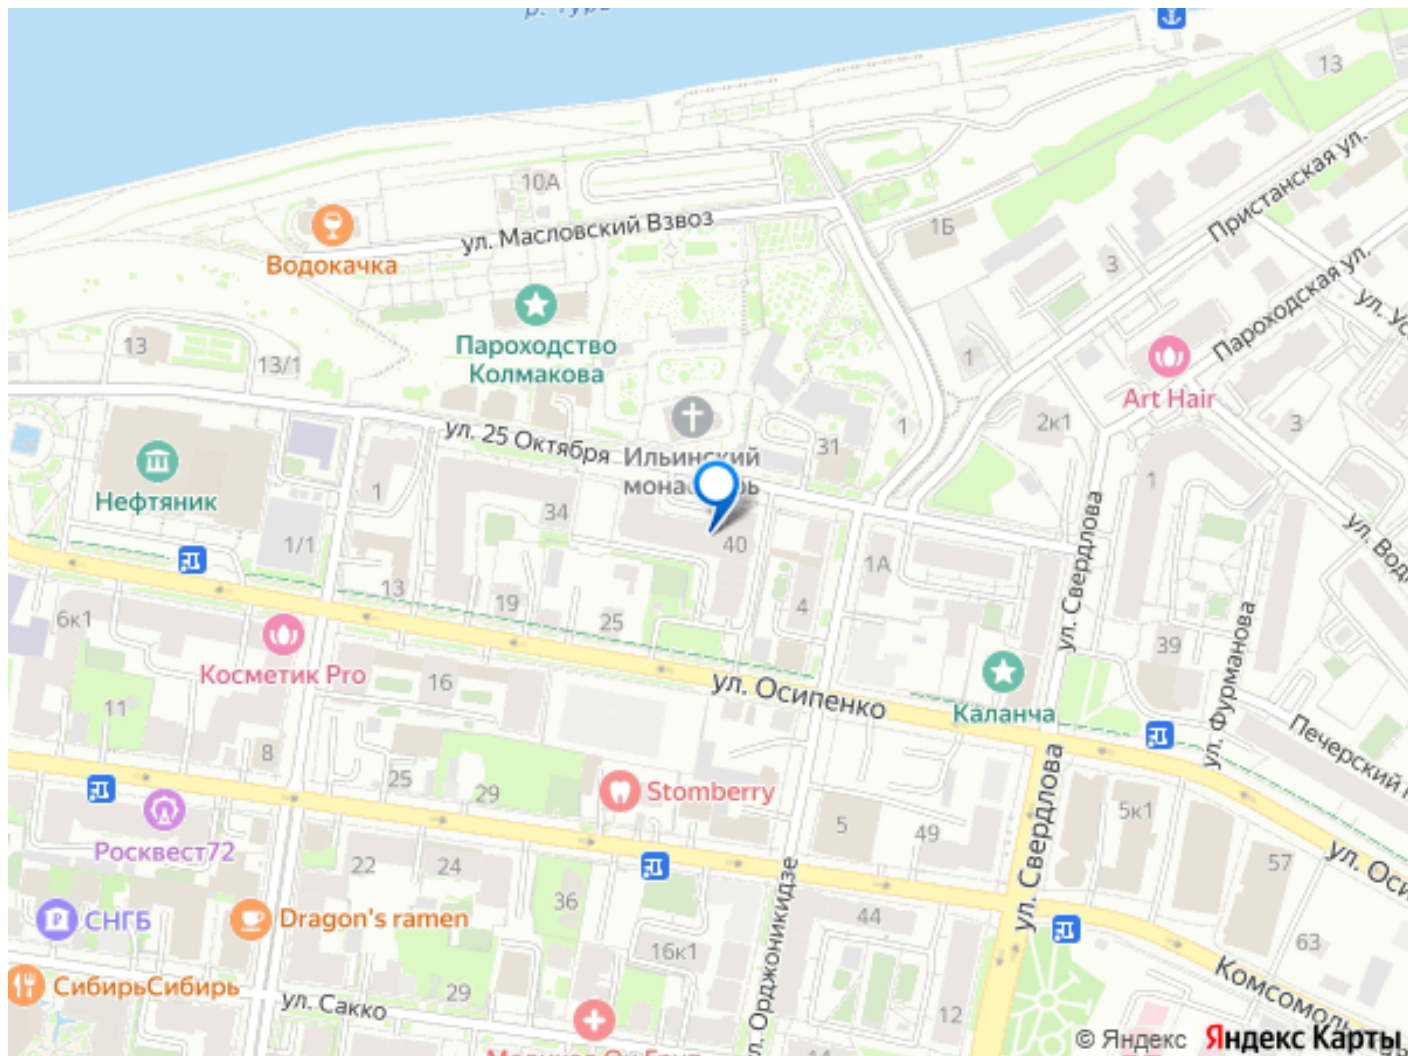 р. Тура
13
10А
ул. Масловский Взвоз
1Б
Пристанская ул.
Водокачка
3
Пароходская ул.
13
13/1
Пароходство
Колмакова
1
Art Hair
ул. 25 Октября
Ильинский
31
1
2к1
3
Нефтяник
1
34
1
1/1
40
1А
ул. Свердлова
13
19
25
4
6к1
39
ул. Фурманова
Косметик Pro
16
ул. Осипенко
Каланча
11
8
25
29
Stomberry
Печерский
Росквест72
22
24
5
49
ул. Свердлова
5к1
57
СНГБ
Dragon's ramen
36
16к1
ул. Орджоникидзе
44
63
СибирьСибирь
ул. Сакко
29
12
14
© Яндекс Яндекс Карты